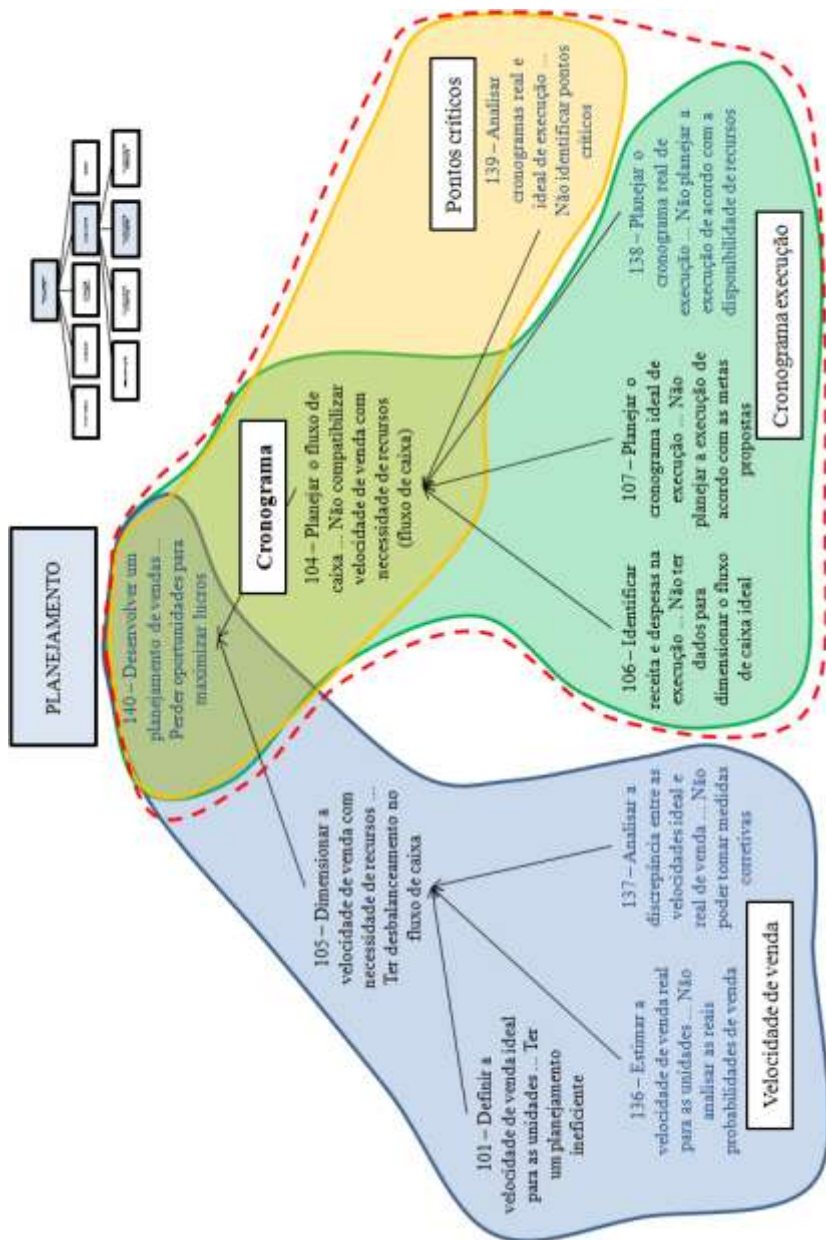 PLANEJAMENTO
140 – Desenvolver um
planejamento de vendas ...
Perder oportunidades para
maximizar lucros
Cronograma
105 – Dimensionar a
velocidade de venda com
necessidade de recursos ...
Ter desbalanceamento no
fluxo de caixa
104 – Planejar o fluxo de
caixa ... Não compatibilizar
velocidade de venda com
necessidade de recursos
(fluxo de caixa)
Pontos críticos
139 – Analisar
cronogramas real e
ideal de execução ...
Não identificar pontos
críticos
101 – Definir a
velocidade de venda ideal
para as unidades ... Ter
um planejamento
ineficiente
136 – Estimar a
velocidade de venda real
para as unidades ... Não
analisar as reais
probabilidades de venda
137 – Analisar a
discrepância entre as
velocidades ideal e
real de venda ... Não
poder tomar medidas
corretivas
106 – Identificar
receita e despesas na
execução ... Não ter
dados para
dimensionar o fluxo
de caixa ideal
107 – Planejar o
cronograma ideal de
execução ... Não
planejar a execução de
acordo com as metas
propostas
138 – Planejar o
cronograma real de
execução ... Não planejar a
execução de acordo com a
disponibilidade de recursos
Velocidade de venda
Cronograma execução